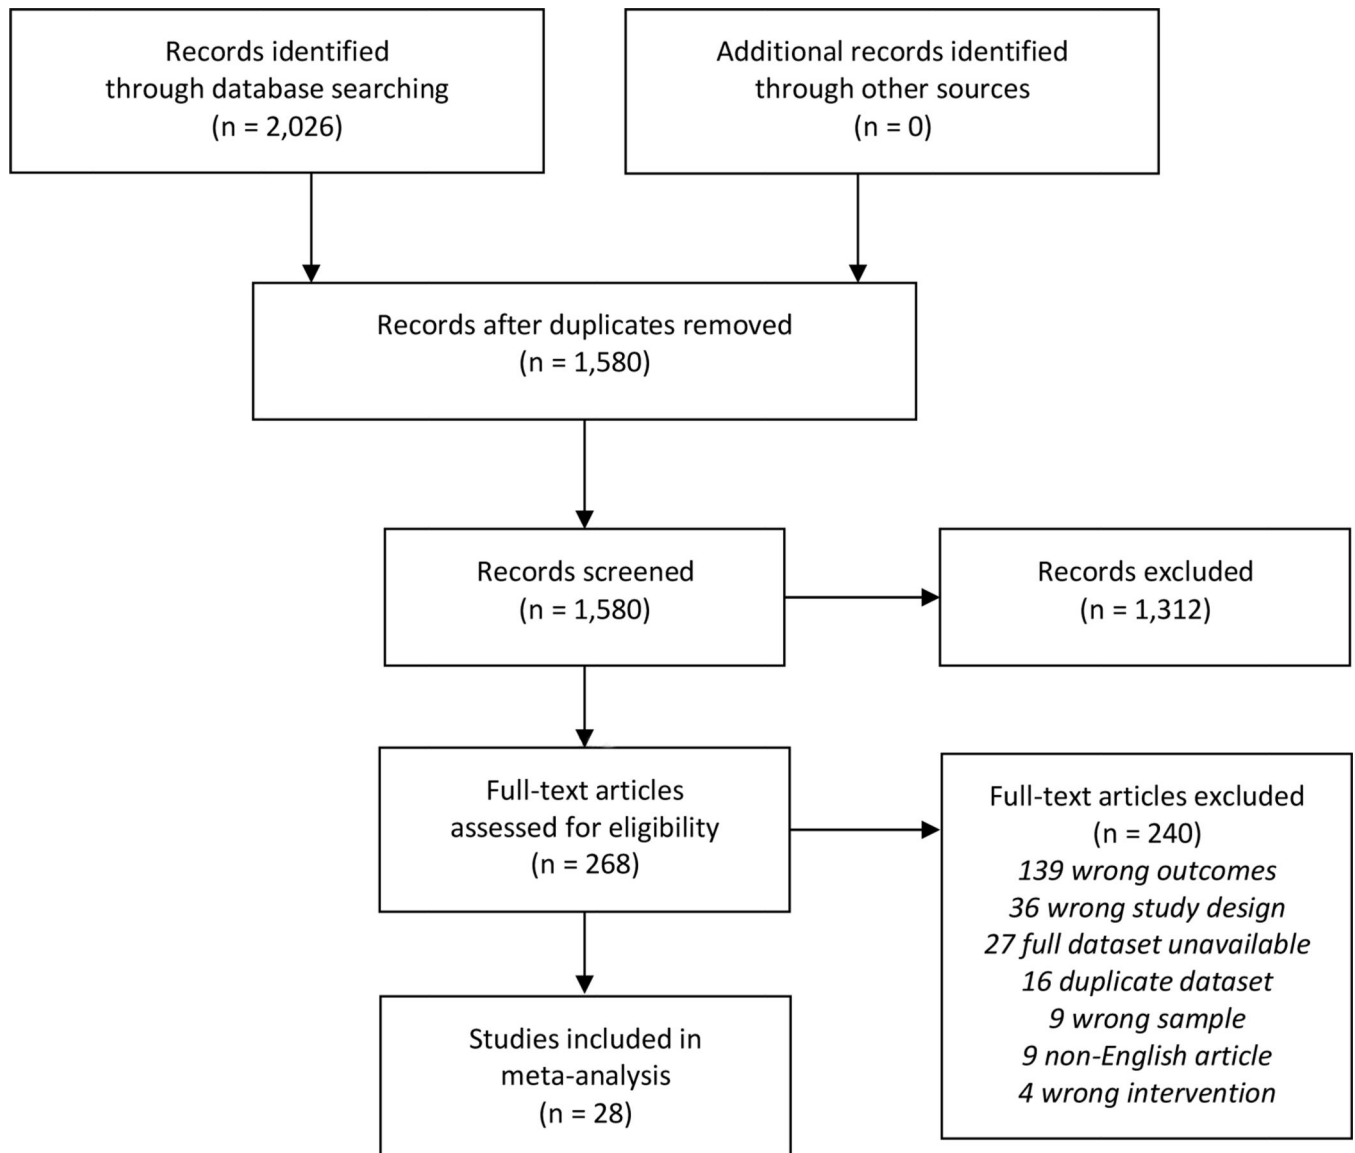 Records identified
through database searching
(n = 2,026)
Additional records identified
through other sources
(n = 0)
Records after duplicates removed
(n = 1,580)
Records screened
(n = 1,580)
Records excluded
(n = 1,312)
Full-text articles
assessed for eligibility
(n = 268)
Full-text articles excluded
(n = 240)
139 wrong outcomes
36 wrong study design
27 full dataset unavailable
16 duplicate dataset
9 wrong sample
9 non-English article
4 wrong intervention
Studies included in
meta-analysis
(n = 28)